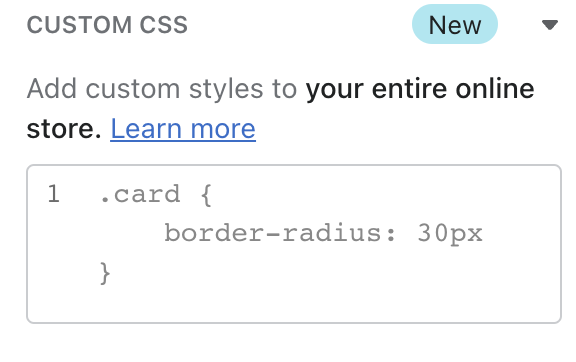 CUSTOM CSS New
Add custom styles to your entire online
store. Learn more
1 .card {
border-radius: 30px
}